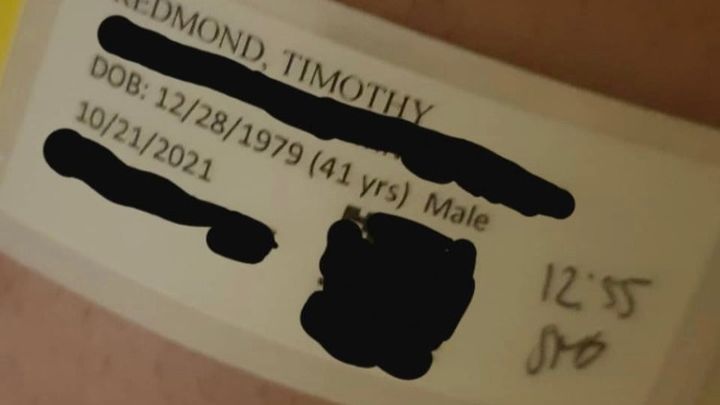 REDMOND, TIMOTHY
DOB: 12/28/1979 (41 yrs) Male
10/21/2021
12:55